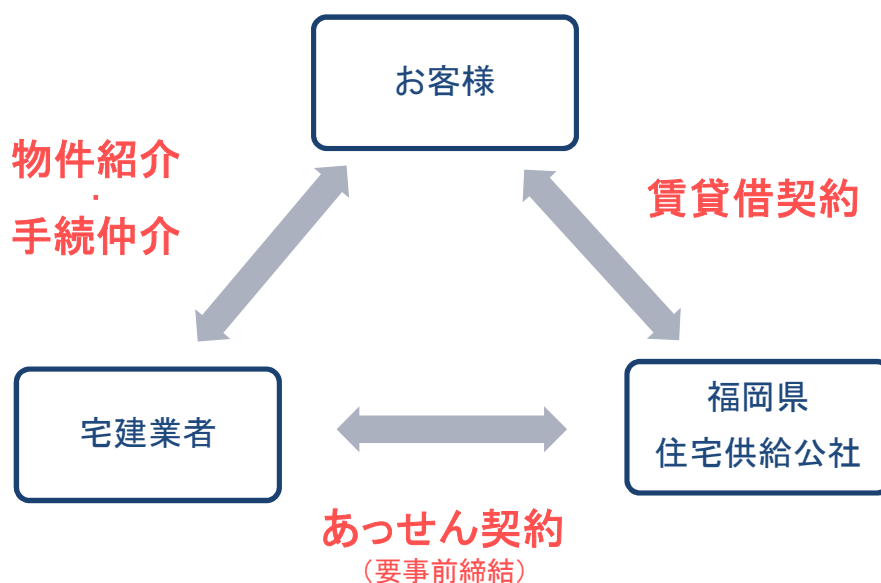 お客様
物件紹介
・
手続仲介
賃貸借契約
宅建業者
福岡県
住宅供給公社
あっせん契約
（要事前締結）